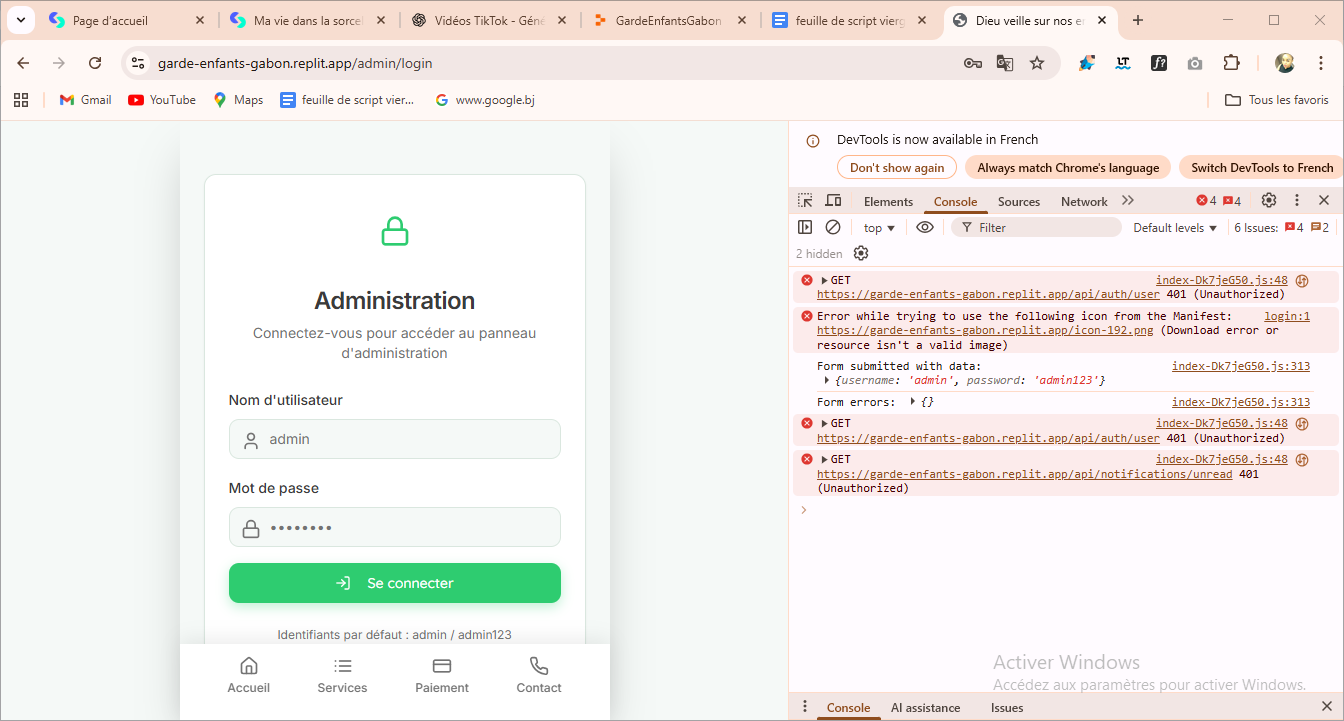 Page d'accueil
Ma vie dans la sorcel
Vidéos TikTok - Géné
GardeEnfantsGabon
feuille de script vierg
Dieu veille sur nos en
garde-enfants-gabon.replit.app/admin/login
Gmail
YouTube
Maps
feuille de script vier...
www.google.bj
Tous les favoris
Administration
Connectez-vous pour accéder au panneau
d'administration
Nom d'utilisateur
admin
Mot de passe
••••••••
Se connecter
Identifiants par défaut : admin / admin123
Accueil
Services
Paiement
Contact
DevTools is now available in French
Don't show again
Always match Chrome's language
Switch DevTools to French
Elements
Console
Sources
Network
4
4
top
Filter
Default levels
6 Issues:
4
2
2 hidden
GET index-Dk7jeG50.js:48
https://garde-enfants-gabon.replit.app/api/auth/user 401 (Unauthorized)
Error while trying to use the following icon from the Manifest: login:1
https://garde-enfants-gabon.replit.app/icon-192.png (Download error or
resource isn't a valid image)
Form submitted with data: index-Dk7jeG50.js:313
{username: 'admin', password: 'admin123'}
Form errors: {} index-Dk7jeG50.js:313
GET index-Dk7jeG50.js:48
https://garde-enfants-gabon.replit.app/api/auth/user 401 (Unauthorized)
GET index-Dk7jeG50.js:48
https://garde-enfants-gabon.replit.app/api/notifications/unread 401
(Unauthorized)
Activer Windows
Accédez aux paramètres pour activer Windows.
Console
AI assistance
Issues